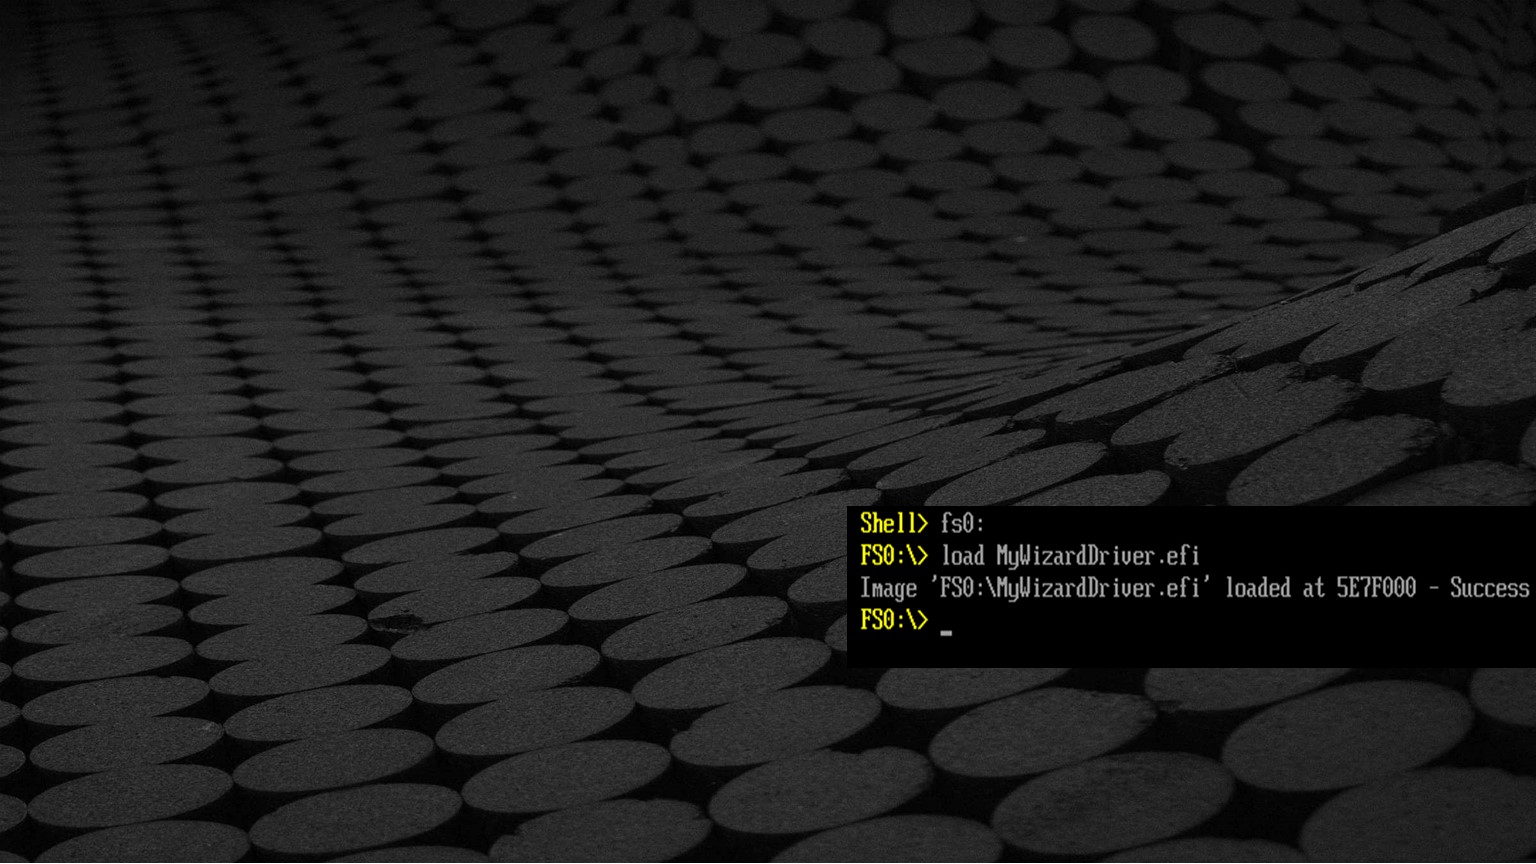 Shell> fs0:
FS0:\> load MyWizardDriver.efi
Image 'FS0:\MyWizardDriver.efi' loaded at 5E7F000 - Success
FS0:\> _